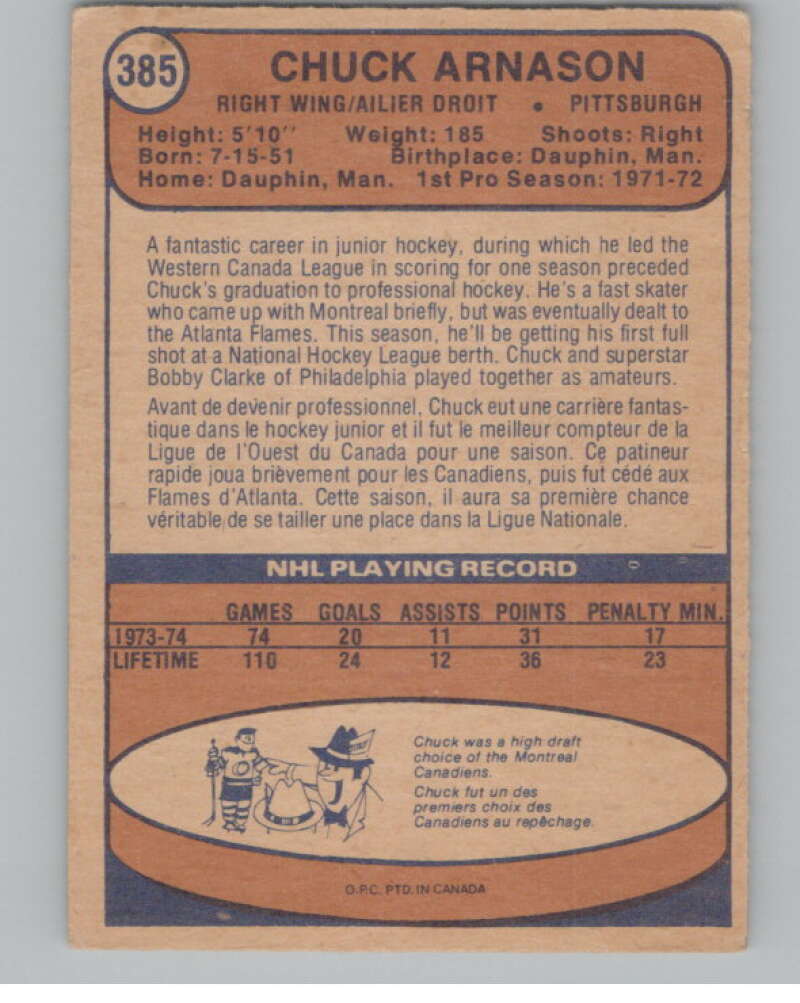 385
CHUCK ARNASON
RIGHT WING/AILIER DROIT • PITTSBURGH
Height: 5'10" Weight: 185 Shoots: Right
Born: 7-15-51 Birthplace: Dauphin, Man.
Home: Dauphin, Man. 1st Pro Season: 1971-72
A fantastic career in junior hockey, during which he led the
Western Canada League in scoring for one season preceded
Chuck's graduation to professional hockey. He's a fast skater
who came up with Montreal briefly, but was eventually dealt to
the Atlanta Flames. This season, he'll be getting his first full
shot at a National Hockey League berth. Chuck and superstar
Bobby Clarke of Philadelphia played together as amateurs.
Avant de devenir professionnel, Chuck eut une carrière fantas-
tique dans le hockey junior et il fut le meilleur compteur de la
Ligue de l'Ouest du Canada pour une saison. Ce patineur
rapide joua brièvement pour les Canadiens, puis fut cédé aux
Flames d'Atlanta. Cette saison, il aura sa première chance
véritable de se tailler une place dans la Ligue Nationale.
NHL PLAYING RECORD
GAMES GOALS ASSISTS POINTS PENALTY MIN.
1973-74 74 20 11 31 17
LIFETIME 110 24 12 36 23
Chuck was a high draft
choice of the Montreal
Canadiens.
Chuck fut un des
premiers choix des
Canadiens au repêchage.
O.P.C. PTD. IN CANADA